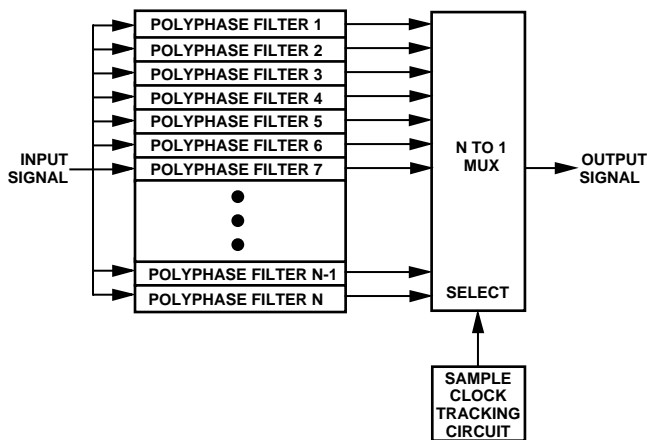 POLYPHASE FILTER 1
POLYPHASE FILTER 2
POLYPHASE FILTER 3
POLYPHASE FILTER 4
POLYPHASE FILTER 5
POLYPHASE FILTER 6
POLYPHASE FILTER 7
POLYPHASE FILTER N-1
POLYPHASE FILTER N
INPUT
SIGNAL
N TO 1
MUX
SELECT
OUTPUT
SIGNAL
SAMPLE
CLOCK
TRACKING
CIRCUIT